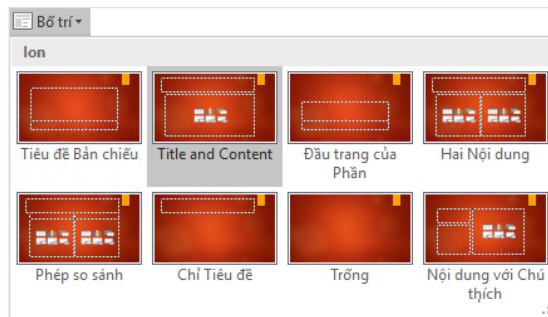 Bố trí
Ion
Tiêu đề Bản chiếu
Title and Content
Đầu trang của
Phần
Hai Nội dung
Phép so sánh
Chỉ Tiêu đề
Trống
Nội dung với Chú
thích